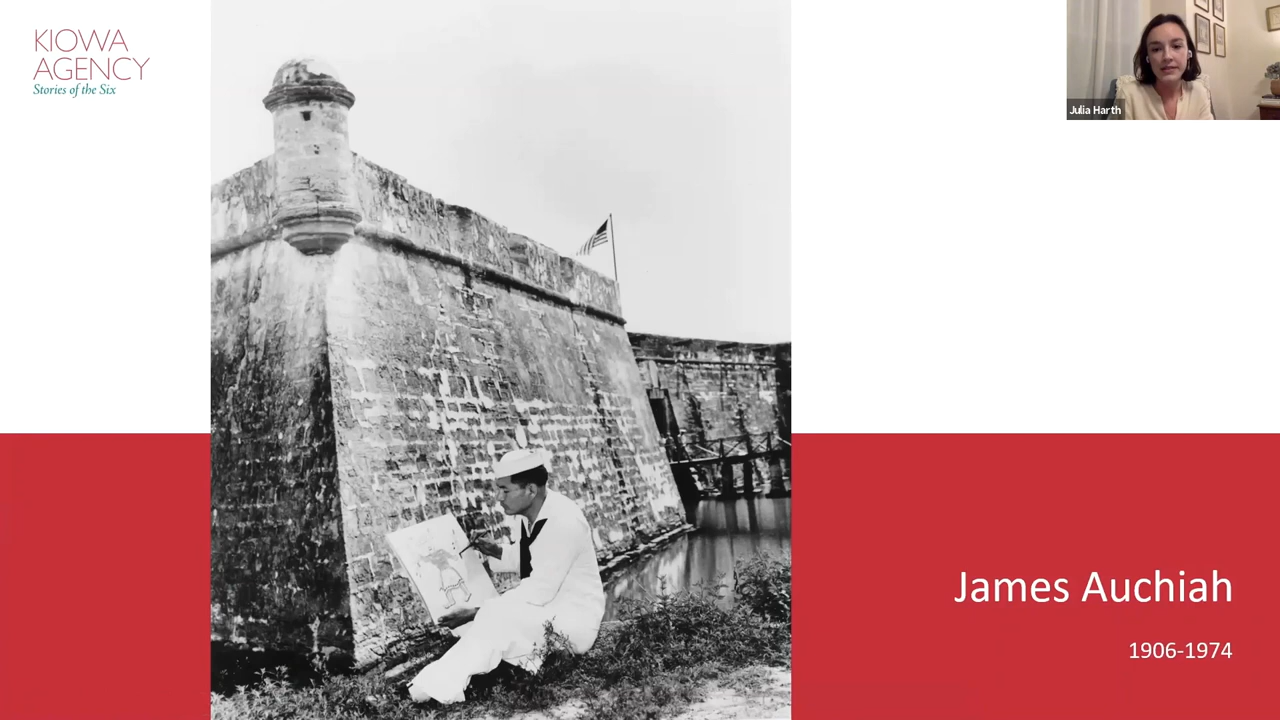 KIOWA
AGENCY
Stories of the Six
Julia Harth
James Auchiah
1906-1974